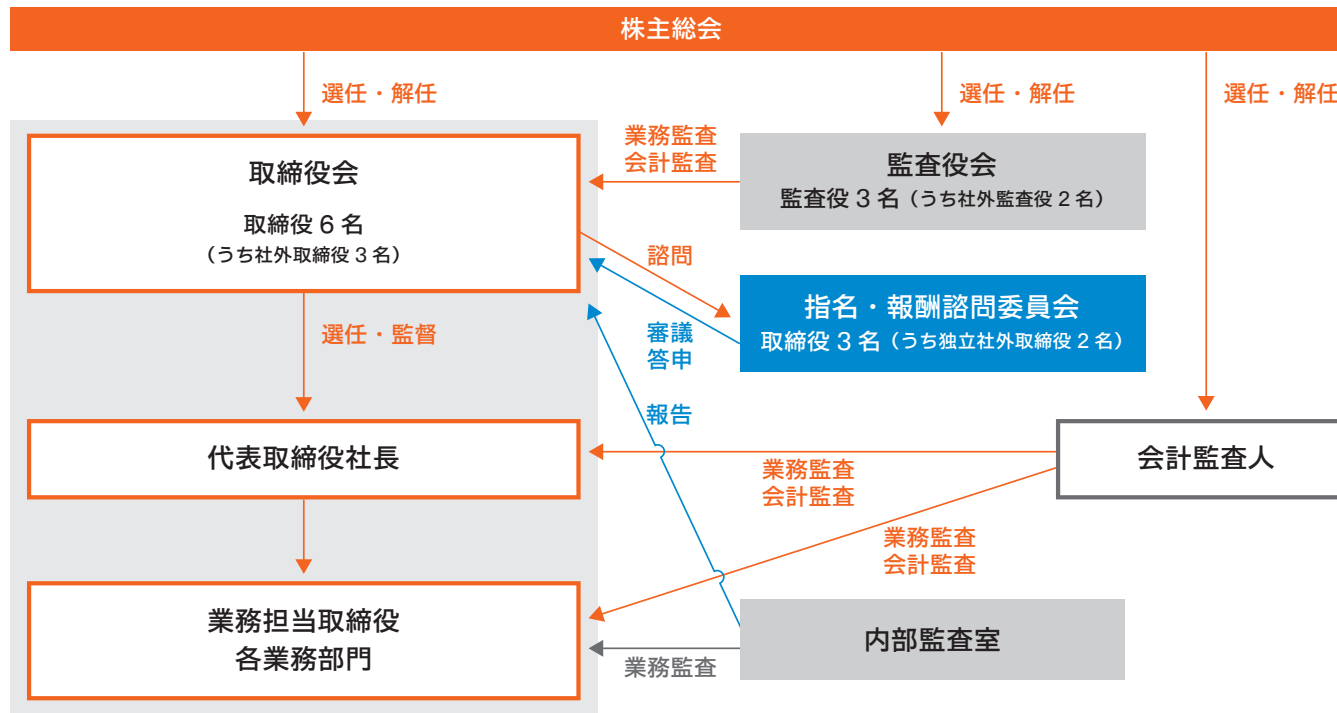 株主総会
選任・解任
選任・解任
選任・解任
取締役会
取締役 6 名
（うち社外取締役 3 名）
業務監査
会計監査
監査役会
監査役 3 名（うち社外監査役 2 名）
諮問
指名・報酬諮問委員会
取締役 3 名（うち独立社外取締役 2 名）
審議
答申
選任・監督
報告
代表取締役社長
業務監査
会計監査
会計監査人
業務監査
会計監査
業務担当取締役
各業務部門
業務監査
内部監査室